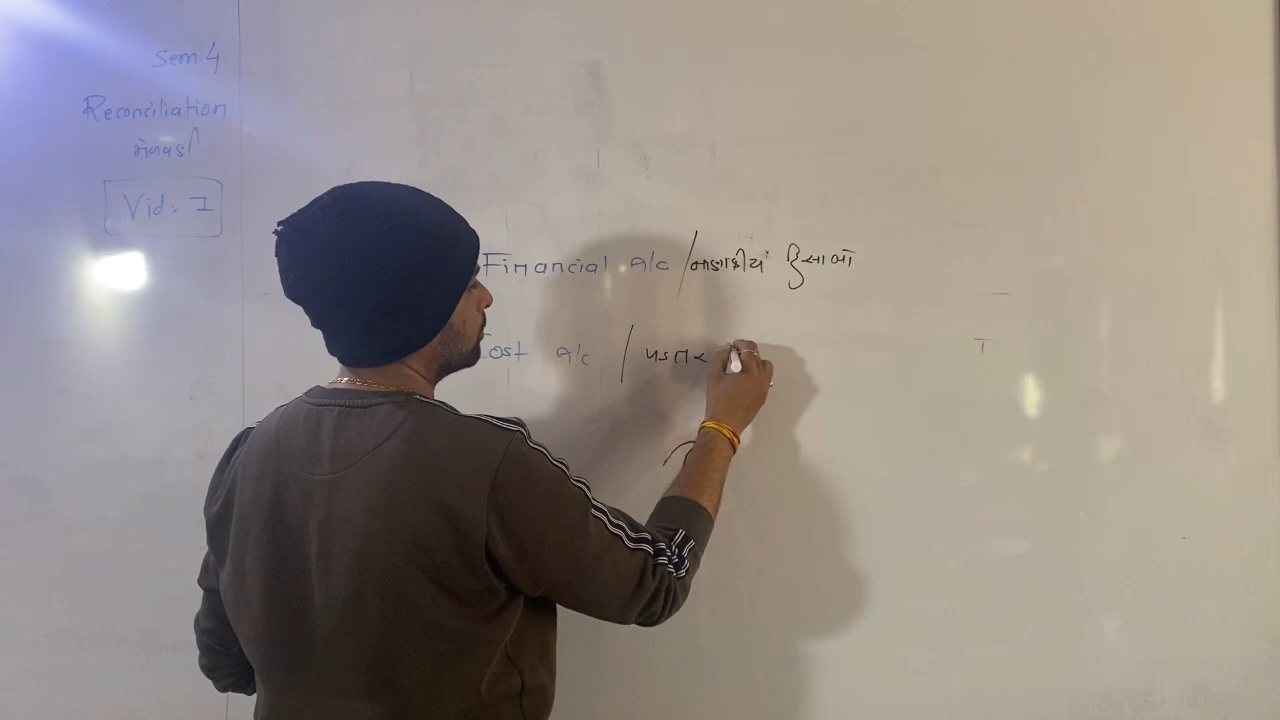 Sem:4
Reconciliation
મેળવણી
Vid: 1
Financial A/c / નાણાકીય હિસાબો
Cost A/c / પડતર